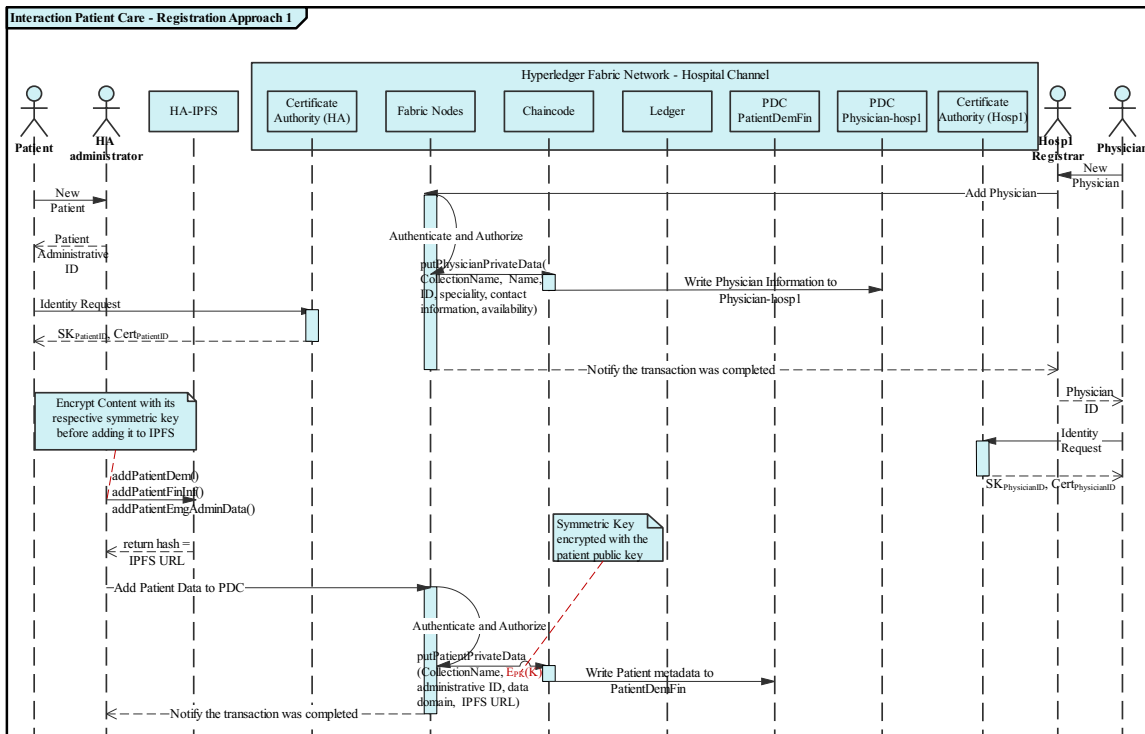 Interaction Patient Care - Registration Approach 1
Hyperledger Fabric Network - Hospital Channel
HA-IPFS
Certificate
Authority (HA)
Fabric Nodes
Chaincode
Ledger
PDC
PatientDemFin
PDC
Physician-hosp1
Certificate
Authority (Hosp1)
Patient
HA
administrator
Hosp1
Registrar
Physician
New
Patient
New
Physician
Add Physician
Patient
Administrative
ID
Authenticate and Authorize
putPhysicianPrivateData(
CollectionName, Name,
ID, speciality, contact
information, availability)
Write Physician Information to
Physician-hosp1
Identity Request
SK_PatientID, Cert_PatientID
Notify the transaction was completed
Physician
ID
Encrypt Content with its
respective symmetric key
before adding it to IPFS
Identity
Request
SK_PhysicianID, Cert_PhysicianID
addPatientDem()
addPatientFinInf()
addPatientEmgAdminData()
Symmetric Key
encrypted with the
patient public key
return hash =
IPFS URL
Add Patient Data to PDC
Authenticate and Authorize
putPatientPrivateData
(CollectionName, E_PK(K)
administrative ID, data
domain, IPFS URL)
Write Patient metadata to
PatientDemFin
Notify the transaction was completed